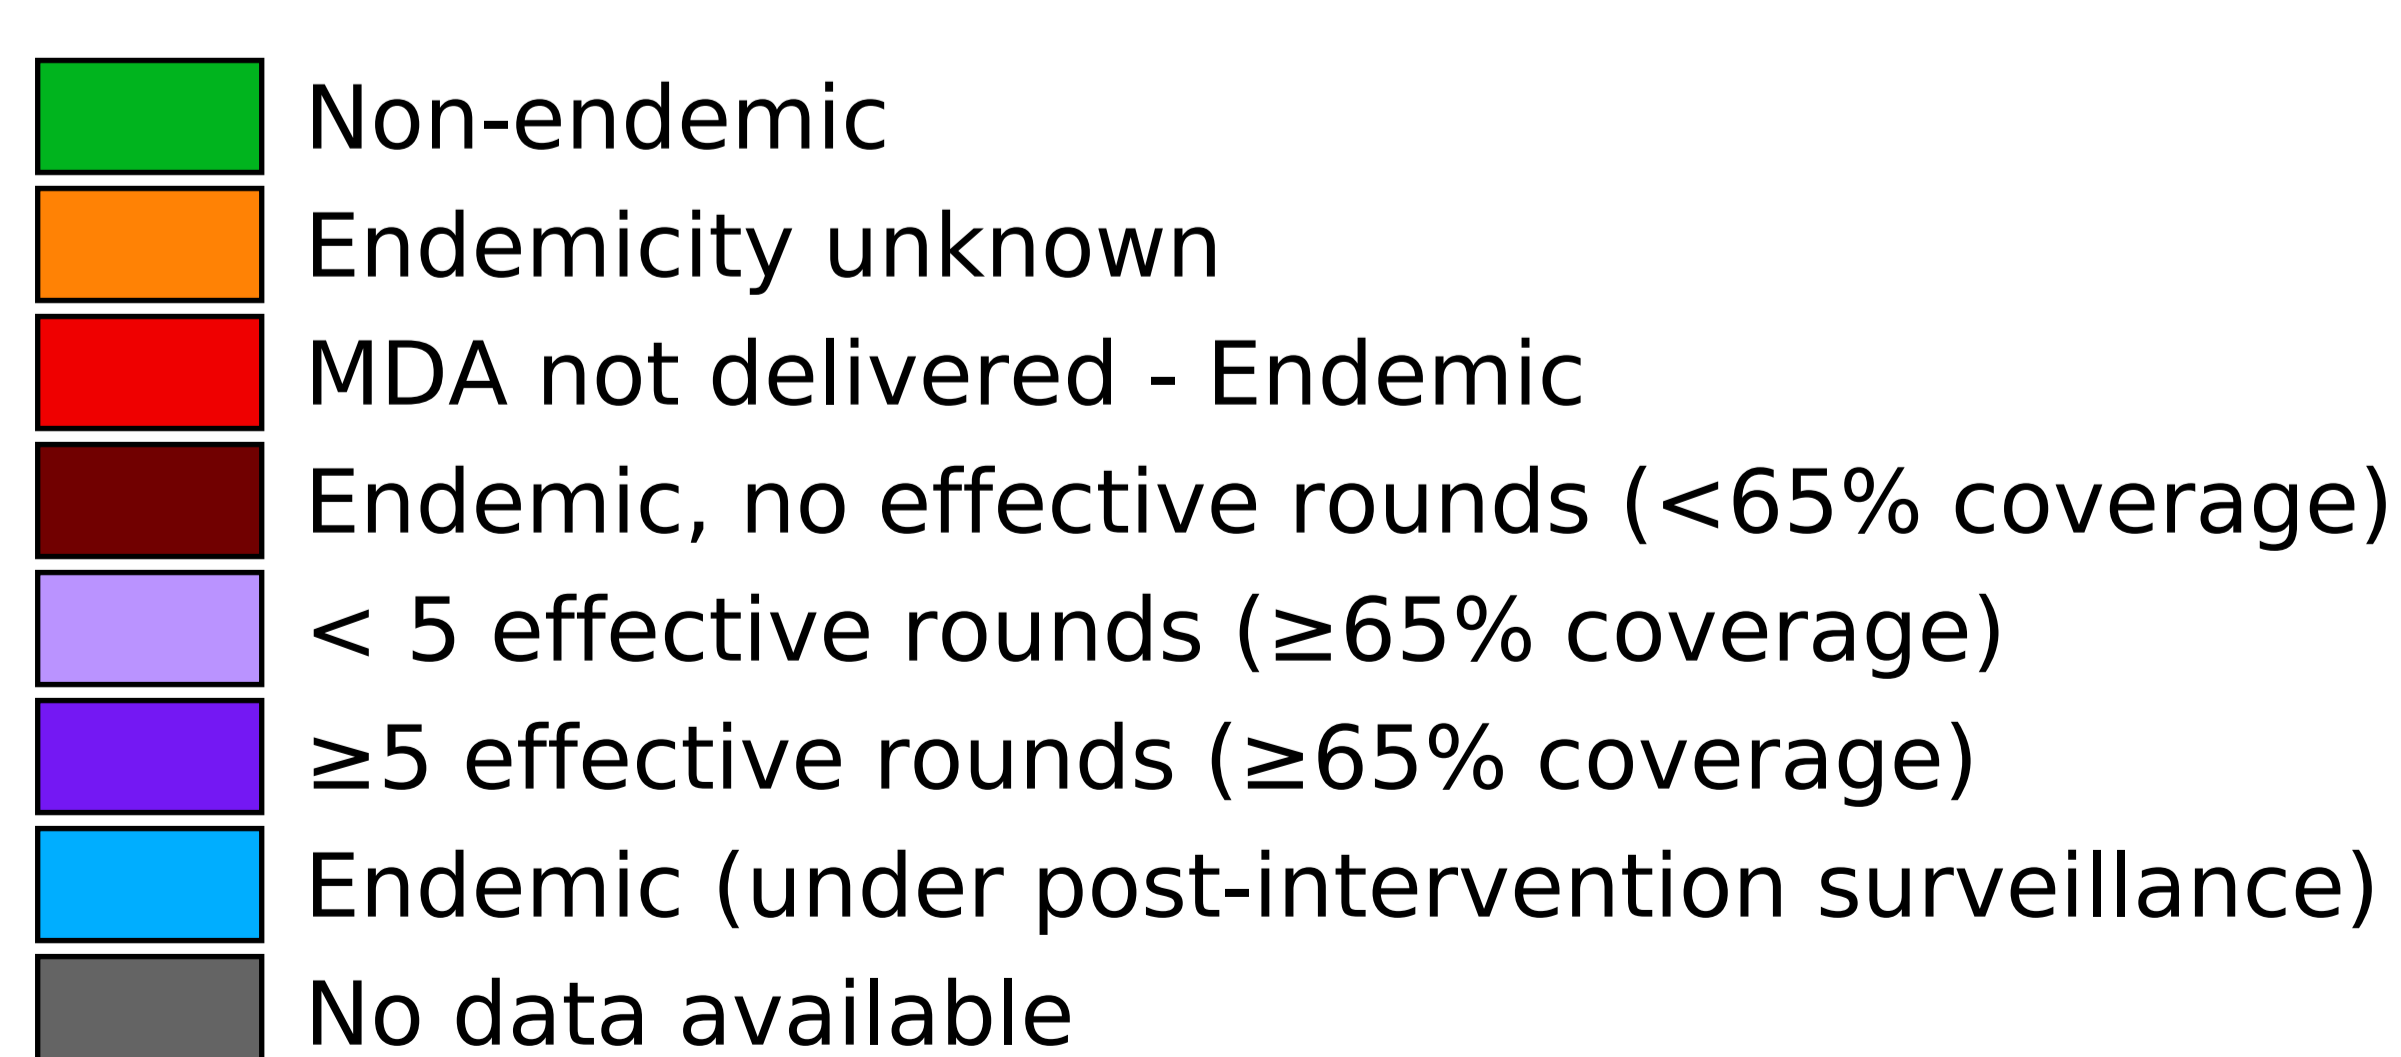 Non-endemic
Endemicity unknown
MDA not delivered - Endemic
Endemic, no effective rounds (<65% coverage)
< 5 effective rounds (≥65% coverage)
≥5 effective rounds (≥65% coverage)
Endemic (under post-intervention surveillance)
No data available